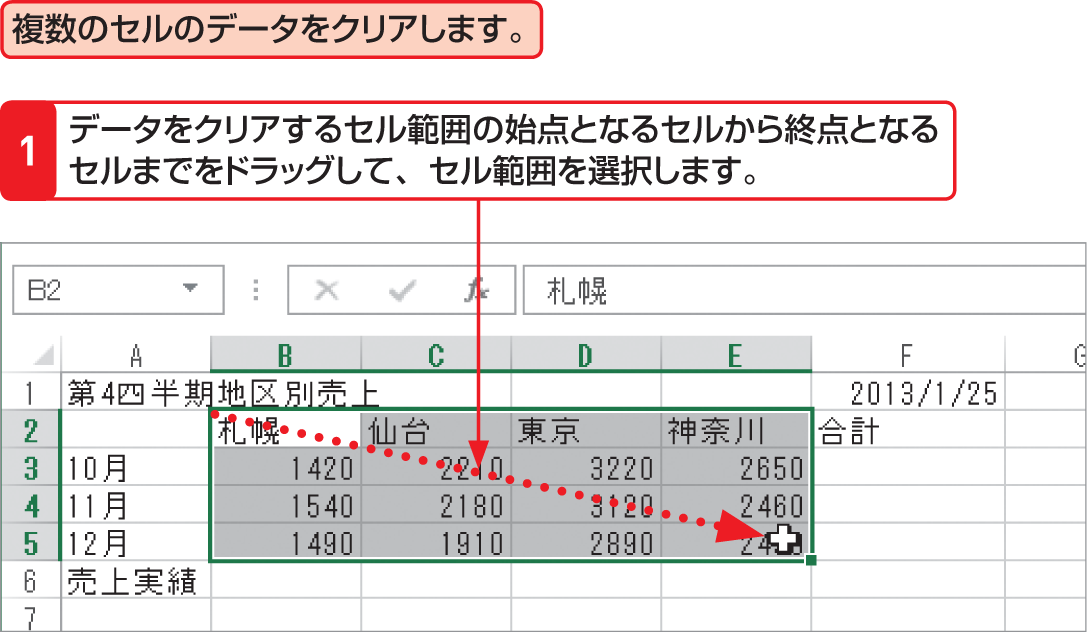 複数のセルのデータをクリアします。
1 データをクリアするセル範囲の始点となるセルから終点となる
セルまでをドラッグして、セル範囲を選択します。
B2 fx 札幌
A B C D E F G
1 第4四半期地区別売上 2013/1/25
2 札幌 仙台 東京 神奈川 合計
3 10月 1420 2210 3220 2650
4 11月 1540 2180 3120 2460
5 12月 1490 1910 2890
6 売上実績
7